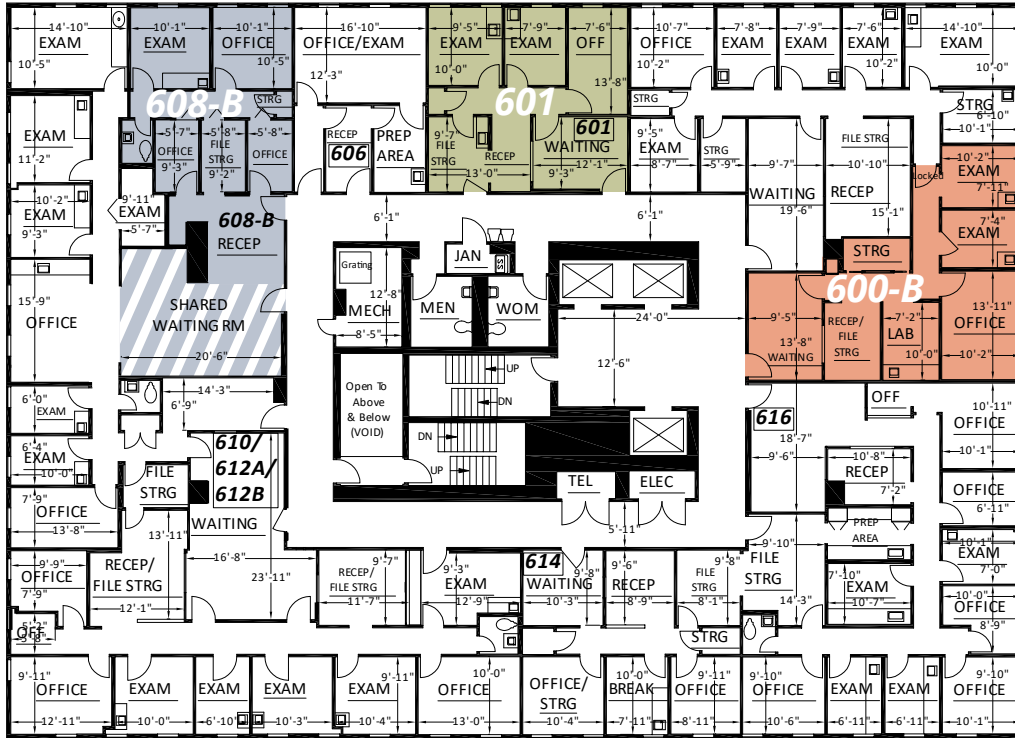 14'-10"
EXAM
10'-5"
10'-1"
EXAM
10'-1"
OFFICE
10'-5"
16'-10"
OFFICE/EXAM
12'-3"
9'-5"
EXAM
10'-0"
7'-9"
EXAM
7'-6"
OFF
13'-8"
10'-7"
OFFICE
10'-2"
7'-8"
EXAM
7'-9"
EXAM
7'-6"
EXAM
10'-2"
14'-10"
EXAM
10'-0"
608-B
STRG
601
STRG
STRG
6'-10"
10'-1"
EXAM
11'-2"
5'-7"
OFFICE
9'-3"
5'-8"
FILE
STRG
9'-2"
5'-8"
OFFICE
RECEP
606
PREP
AREA
9'-7"
FILE
STRG
RECEP
13'-0"
601
WAITING
12'-1"
9'-3"
9'-5"
EXAM
8'-7"
STRG
5'-9"
9'-7"
WAITING
19'-6"
FILE STRG
10'-10"
RECEP
15'-1"
Locked
10'-2"
EXAM
7'-11"
10'-2"
EXAM
9'-3"
9'-11"
EXAM
5'-7"
608-B
RECEP
6'-1"
6'-1"
7'-4"
EXAM
JAN
SS
Grating
12'-8"
MECH
8'-5"
MEN
WOM
STRG
600-B
15'-9"
OFFICE
SHARED
WAITING RM
20'-6"
24'-0"
12'-6"
9'-5"
13'-8"
WAITING
RECEP/
FILE
STRG
7'-2"
LAB
10'-0"
13'-11"
OFFICE
10'-2"
UP
DN
Open To
Above
& Below
(VOID)
DN
UP
6'-0"
EXAM
14'-3"
6'-9"
616
18'-7"
9'-6"
OFF
10'-11"
OFFICE
10'-1"
6'-4"
EXAM
10'-0"
610/
612A/
612B
FILE
STRG
10'-8"
RECEP
7'-2"
TEL
ELEC
OFFICE
6'-11"
7'-9"
OFFICE
13'-8"
WAITING
13'-11"
16'-8"
23'-11"
5'-11"
PREP
AREA
9'-9"
OFFICE
7'-9"
RECEP/
FILE STRG
12'-1"
9'-7"
RECEP/
FILE STRG
11'-7"
9'-3"
EXAM
12'-9"
614
9'-8"
WAITING
10'-3"
9'-6"
RECEP
8'-9"
9'-8"
FILE
STRG
8'-1"
9'-10"
FILE
STRG
14'-3"
7'-10"
EXAM
10'-7"
10'-1"
EXAM
7'-0"
10'-0"
OFFICE
8'-9"
OFF
5'-8"
STRG
9'-11"
OFFICE
12'-11"
EXAM
10'-0"
EXAM
6'-10"
EXAM
10'-3"
EXAM
10'-4"
10'-0"
OFFICE
13'-0"
OFFICE/
STRG
10'-4"
10'-0"
BREAK
7'-11"
9'-11"
OFFICE
8'-11"
9'-10"
OFFICE
10'-6"
EXAM
6'-11"
EXAM
6'-11"
9'-10"
OFFICE
10'-1"